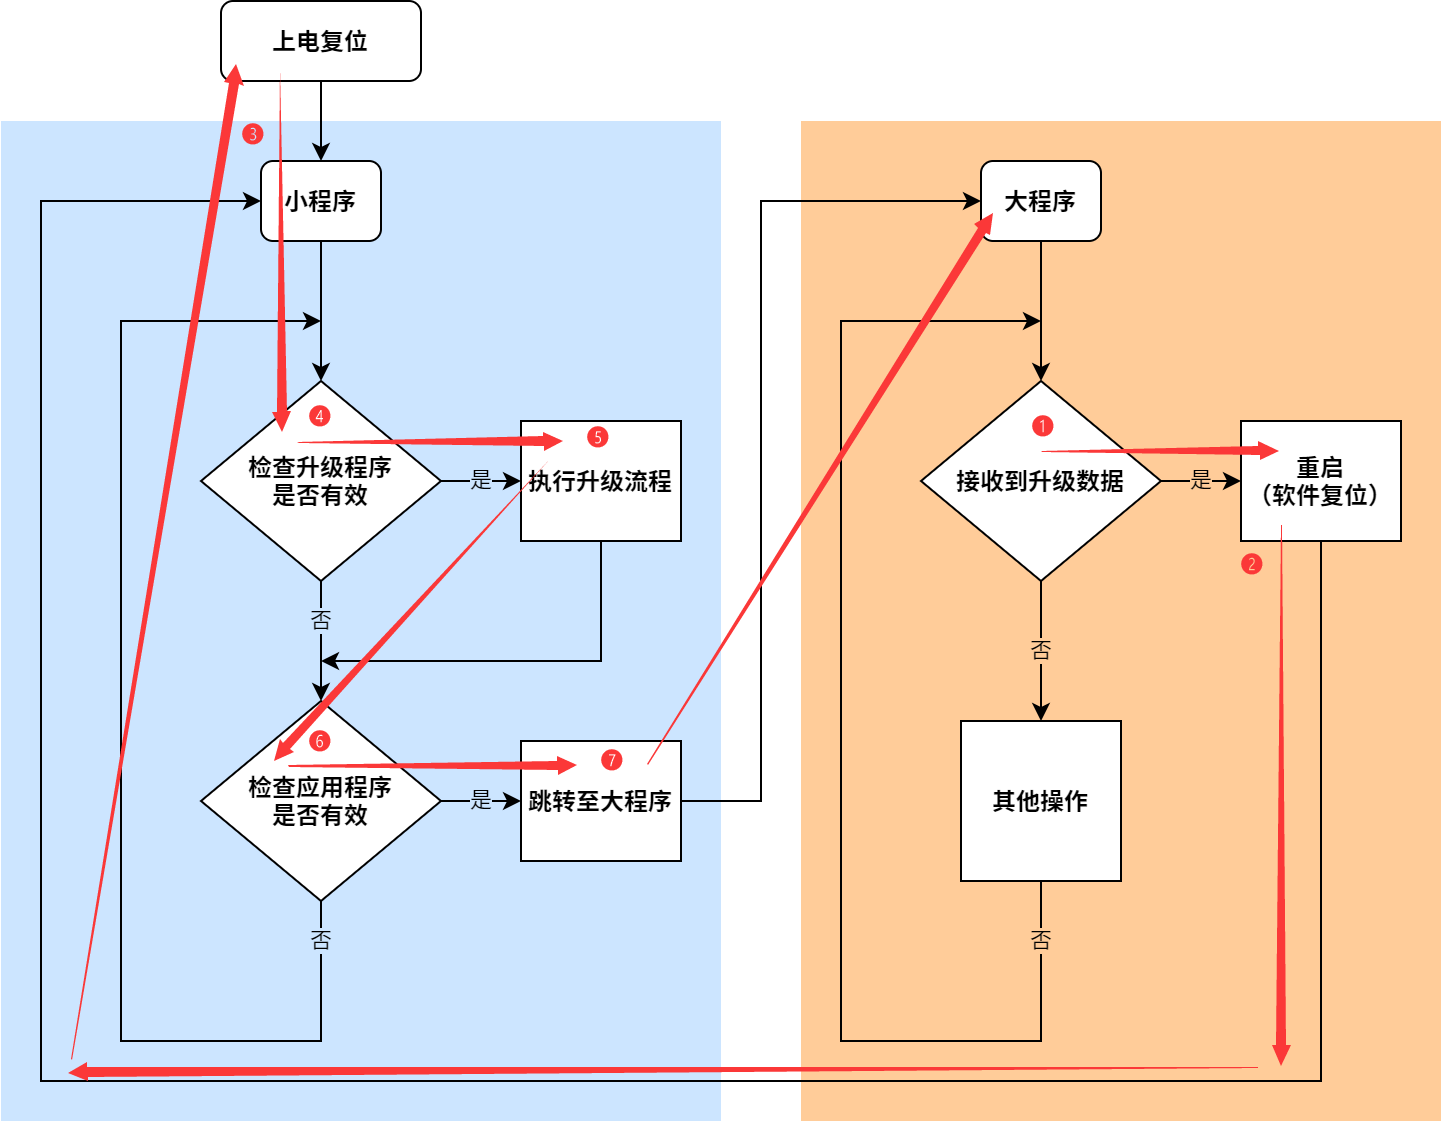 上电复位
3
小程序
大程序
4
检查升级程序
是否有效
是
5
执行升级流程
1
接收到升级数据
是
重启
（软件复位）
2
否
否
6
检查应用程序
是否有效
是
7
跳转至大程序
其他操作
否
否